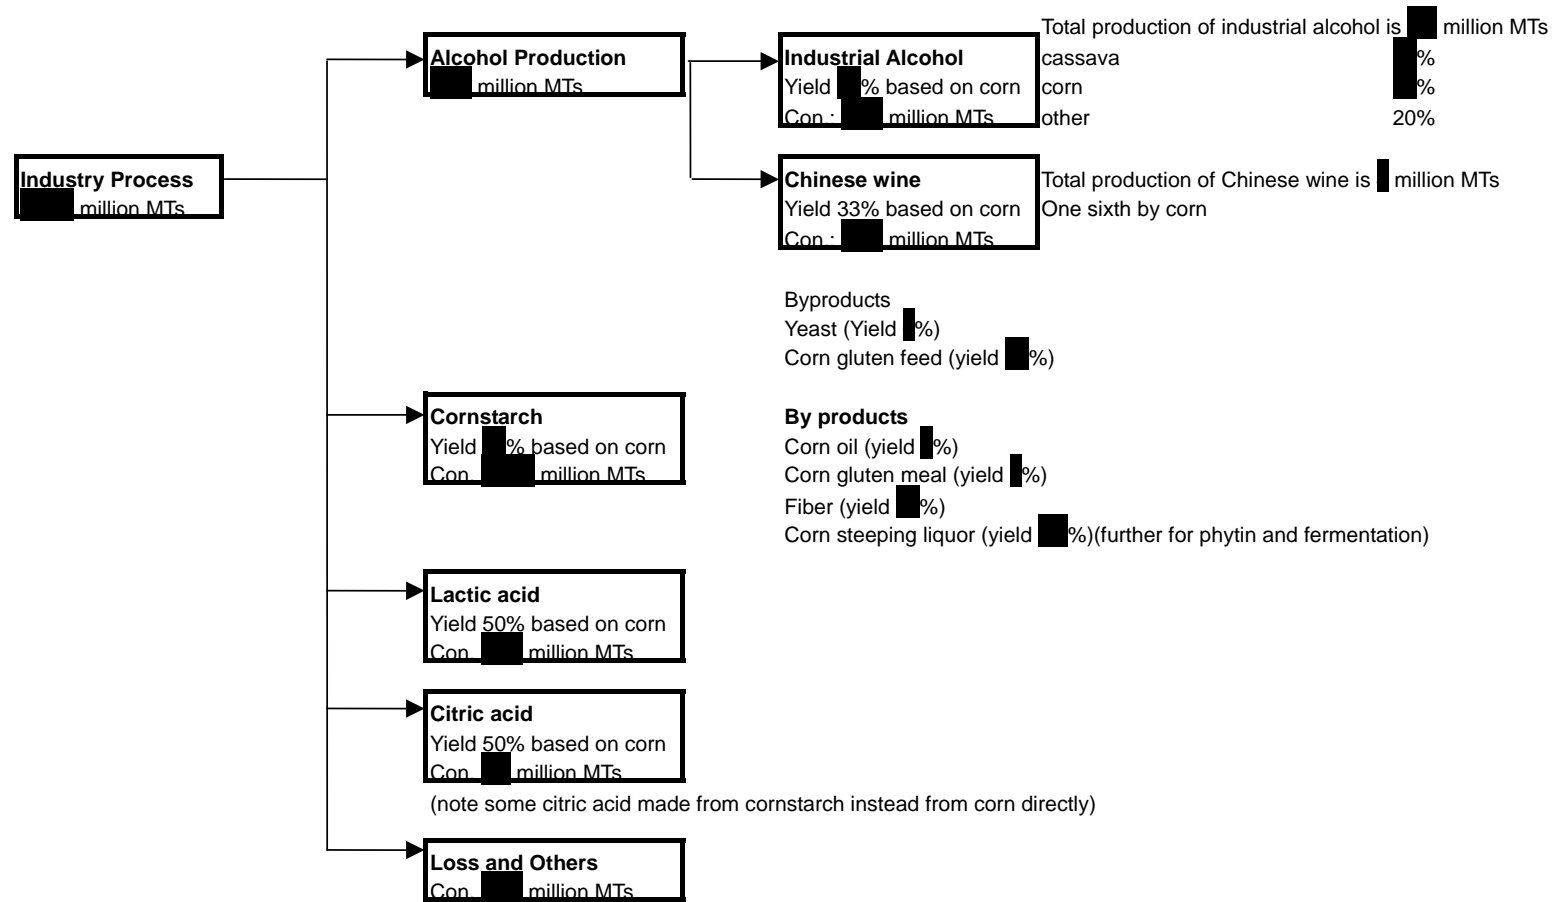 Industry Process
million MTs
Alcohol Production
million MTs
Industrial Alcohol
Yield % based on corn
Con.: million MTs
Total production of industrial alcohol is million MTs
cassava %
corn %
other 20%
Chinese wine
Yield 33% based on corn
Con.: million MTs
Total production of Chinese wine is million MTs
One sixth by corn
Byproducts
Yeast (Yield %)
Corn gluten feed (yield %)
Cornstarch
Yield % based on corn
Con. million MTs
By products
Corn oil (yield %)
Corn gluten meal (yield %)
Fiber (yield %)
Corn steeping liquor (yield %)(further for phytin and fermentation)
Lactic acid
Yield 50% based on corn
Con. million MTs
Citric acid
Yield 50% based on corn
Con. million MTs
(note some citric acid made from cornstarch instead from corn directly)
Loss and Others
Con. million MTs